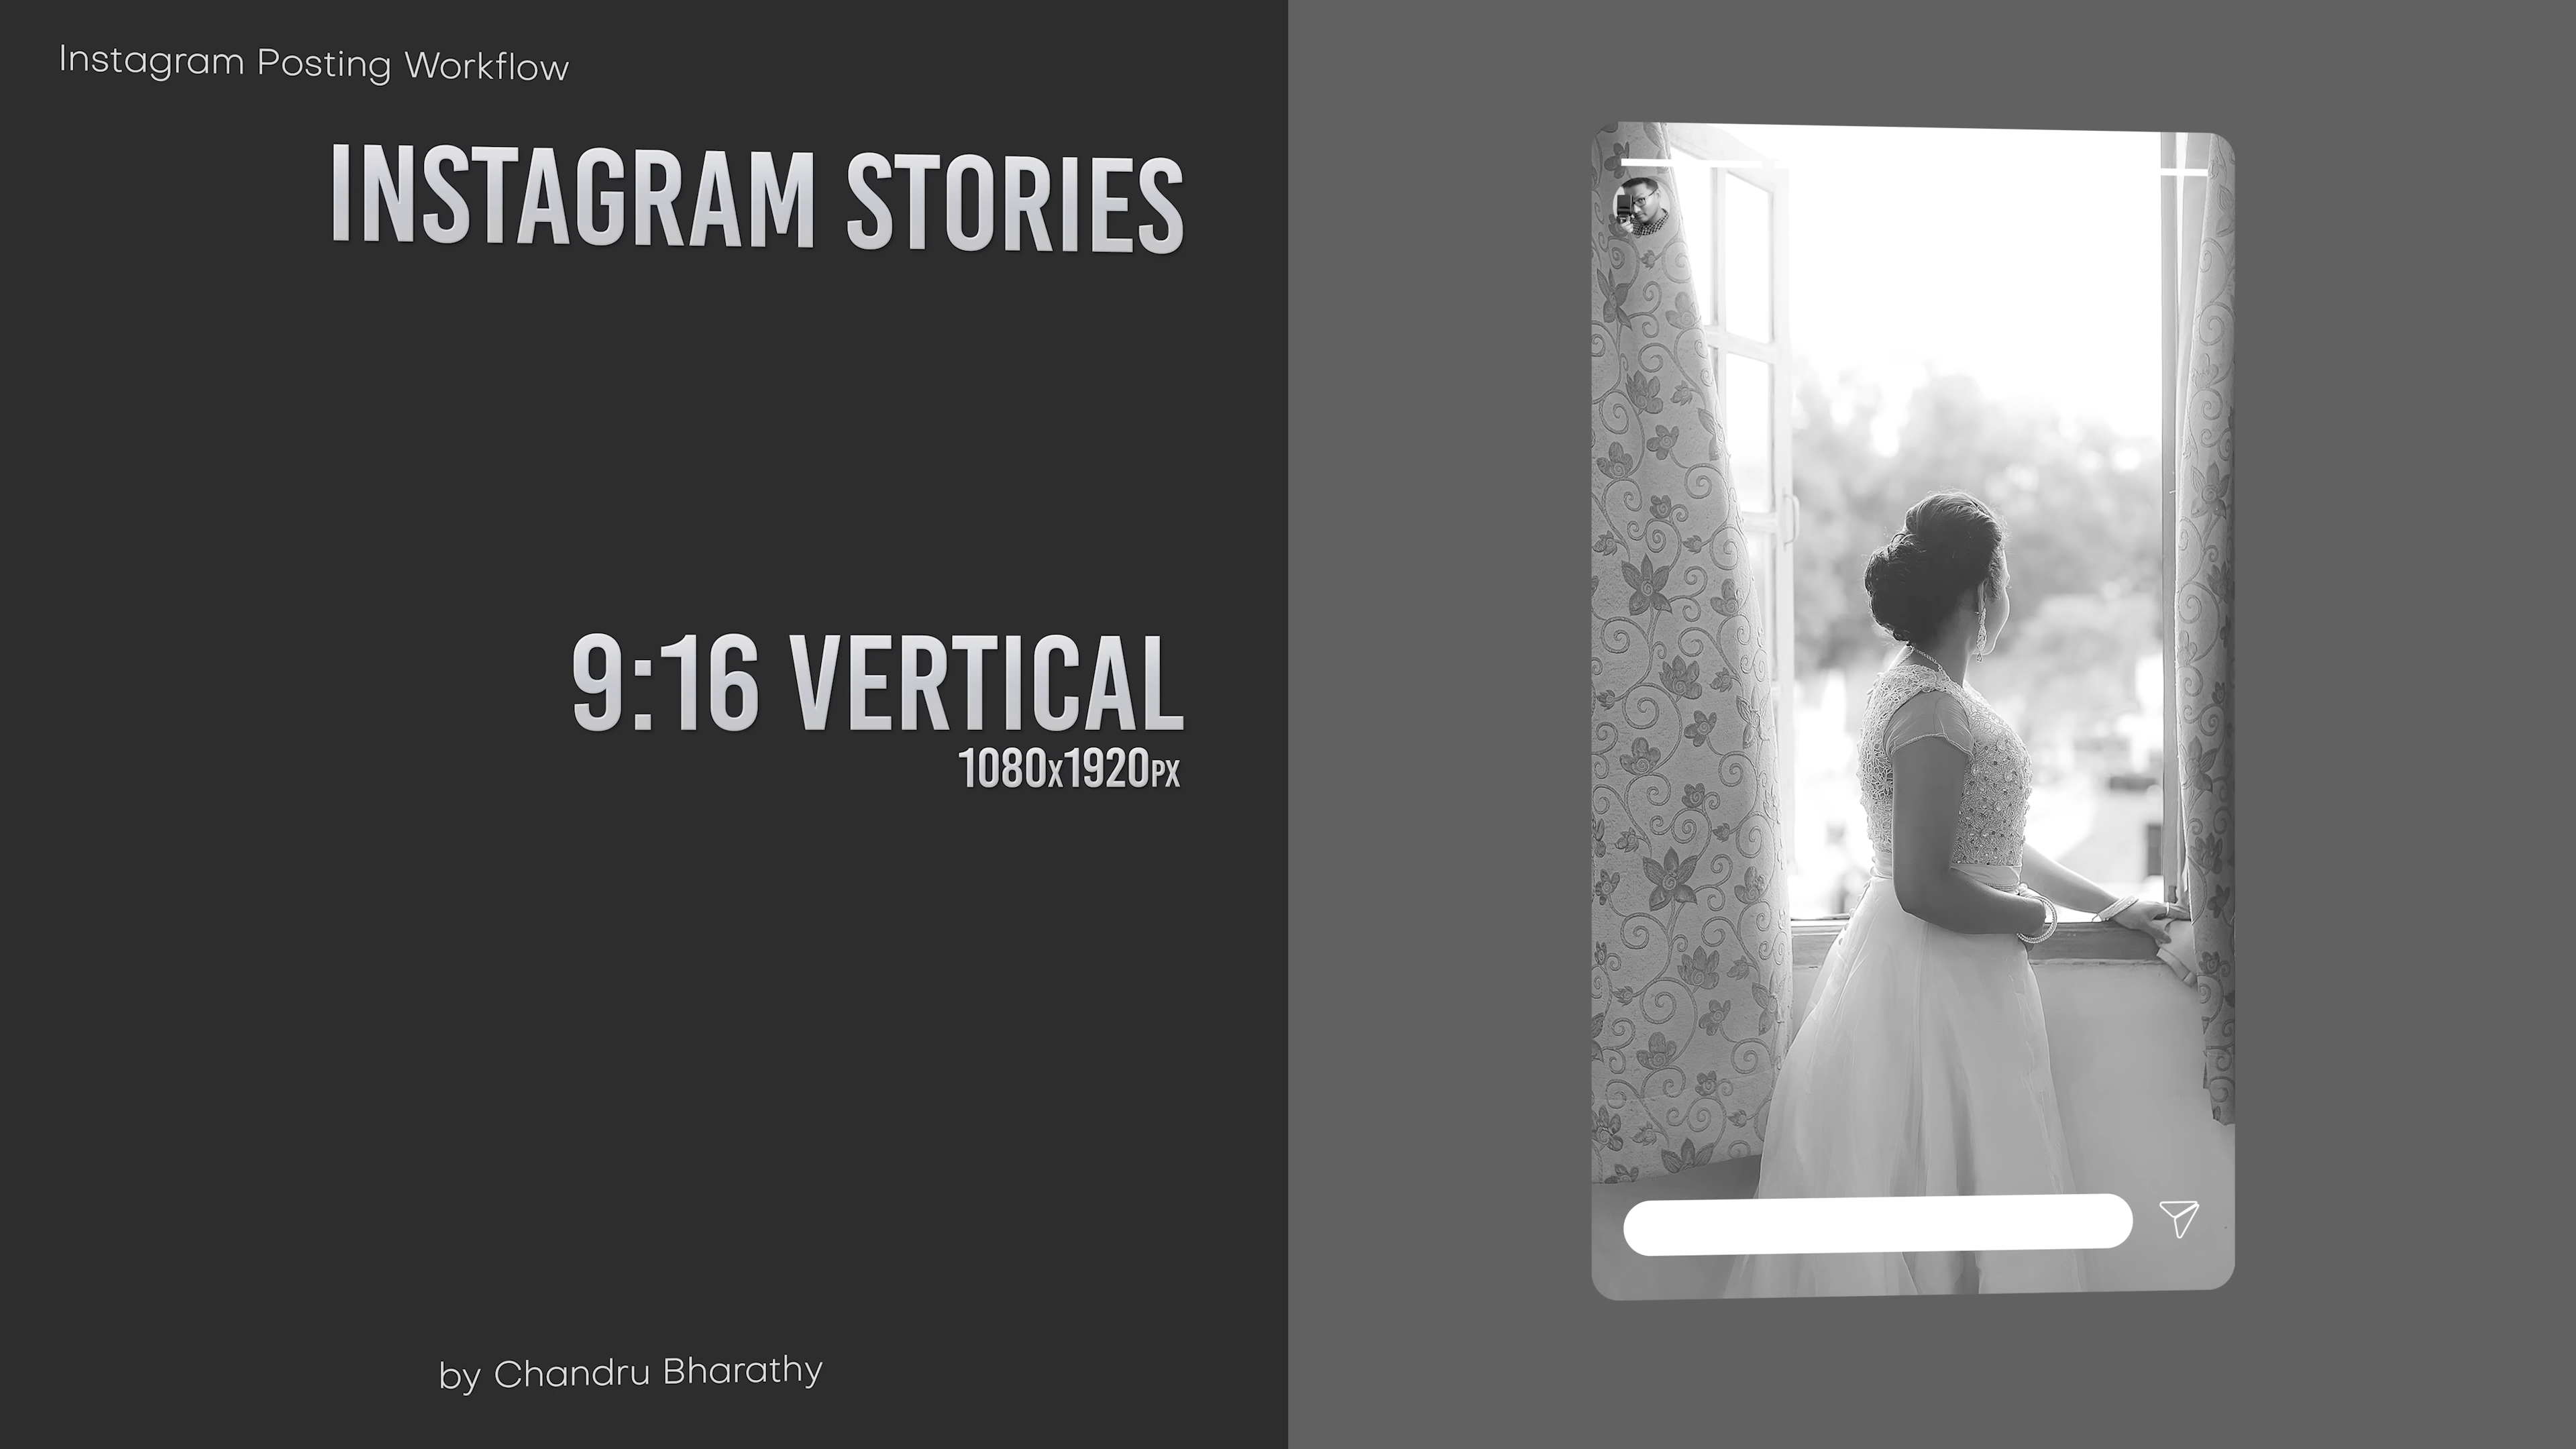 Instagram Posting Workflow
INSTAGRAM STORIES
9:16 VERTICAL
1080X1920PX
by Chandru Bharathy